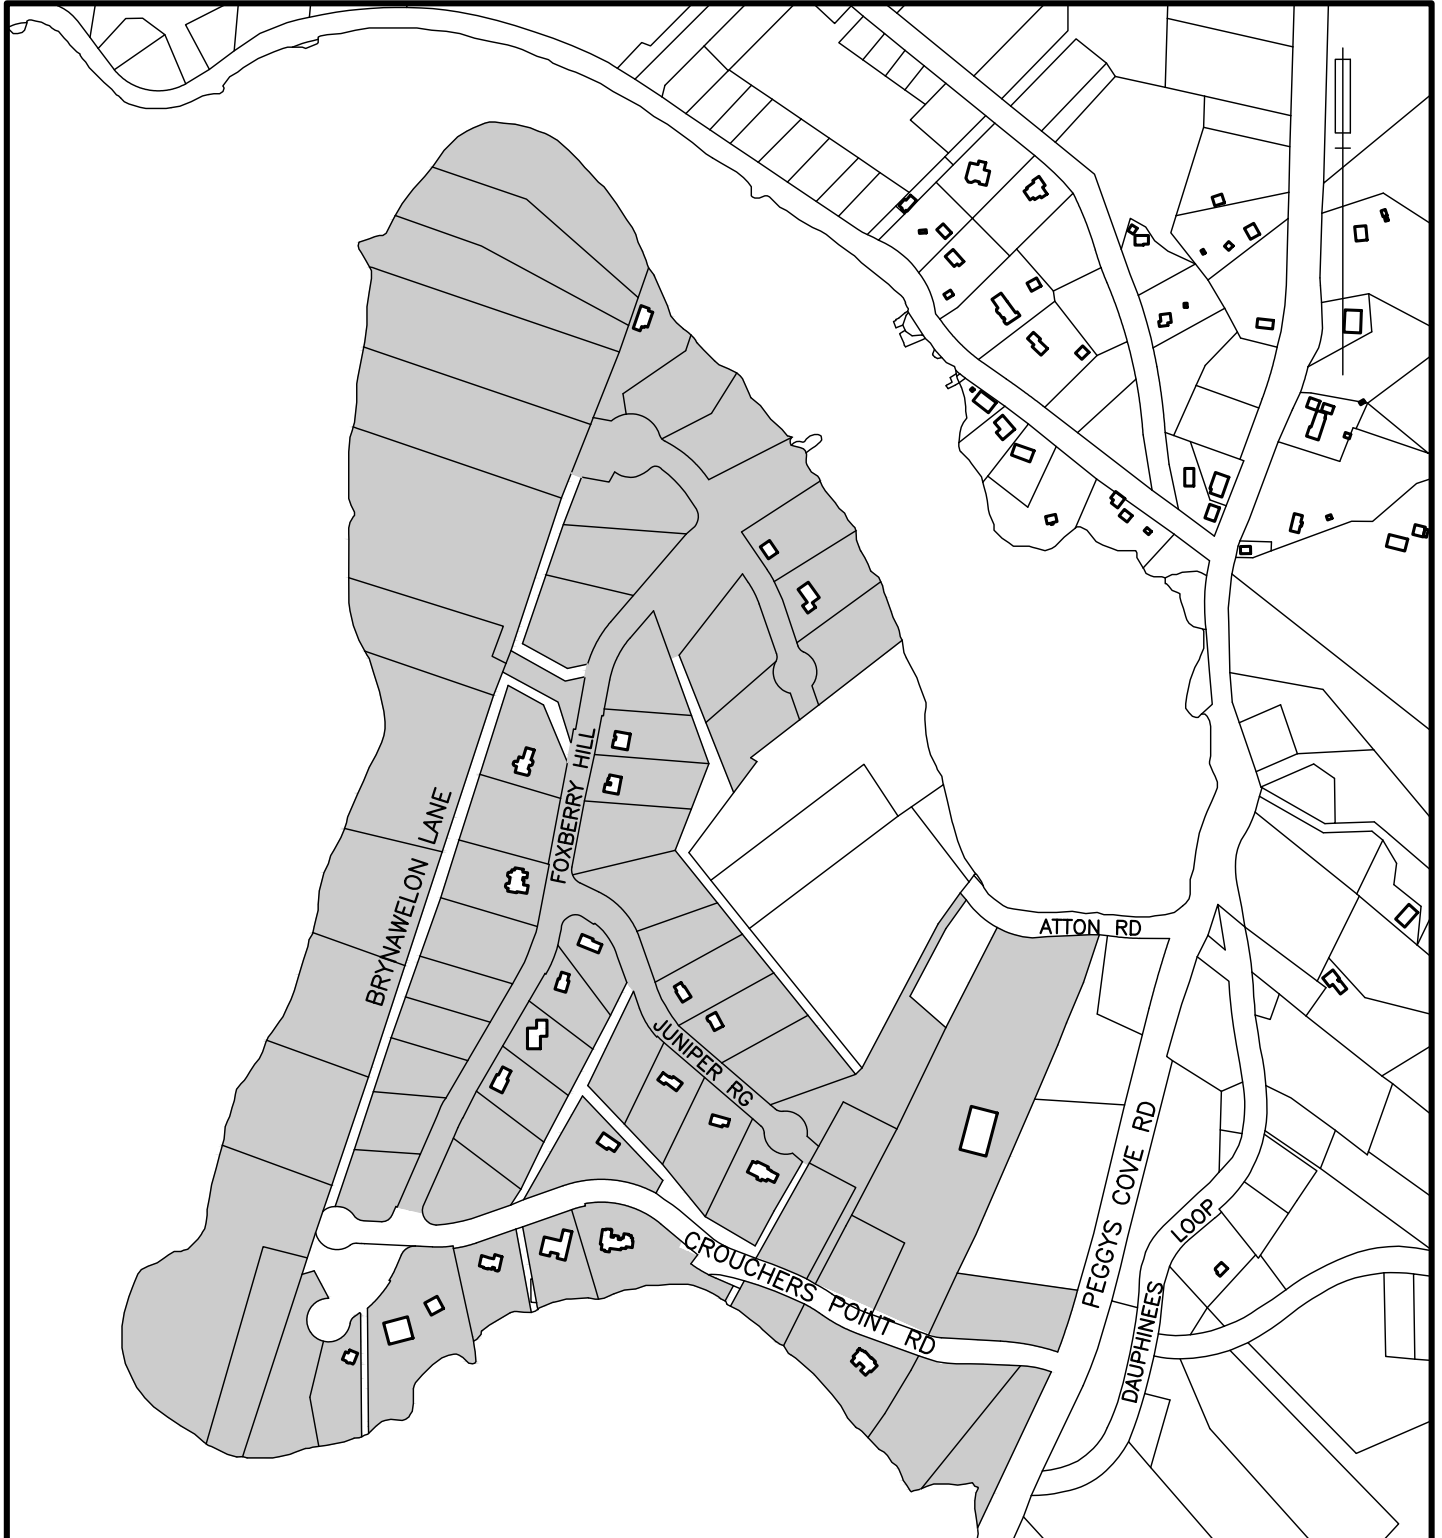 FOXBERRY HILL
BRYNAWELON LANE
ATTON RD
JUNIPER RG
PEGGYS COVE RD
LOOP
CROUCHERS POINT RD
DAUPHINEES